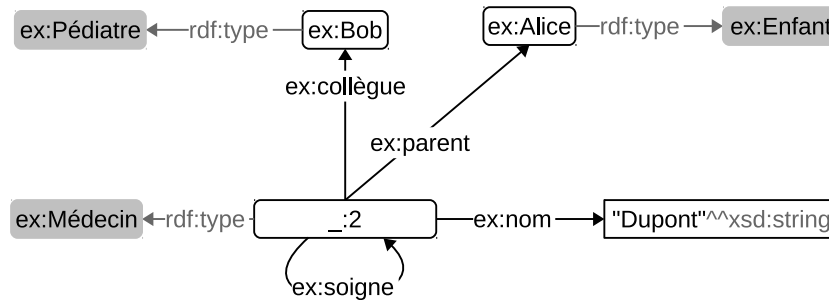 ex:Pédiatre rdf:type ex:Bob ex:Alice rdf:type ex:Enfant
ex:collègue
ex:parent
ex:Médecin rdf:type _:2 ex:nom "Dupont"^^xsd:string
ex:soigne